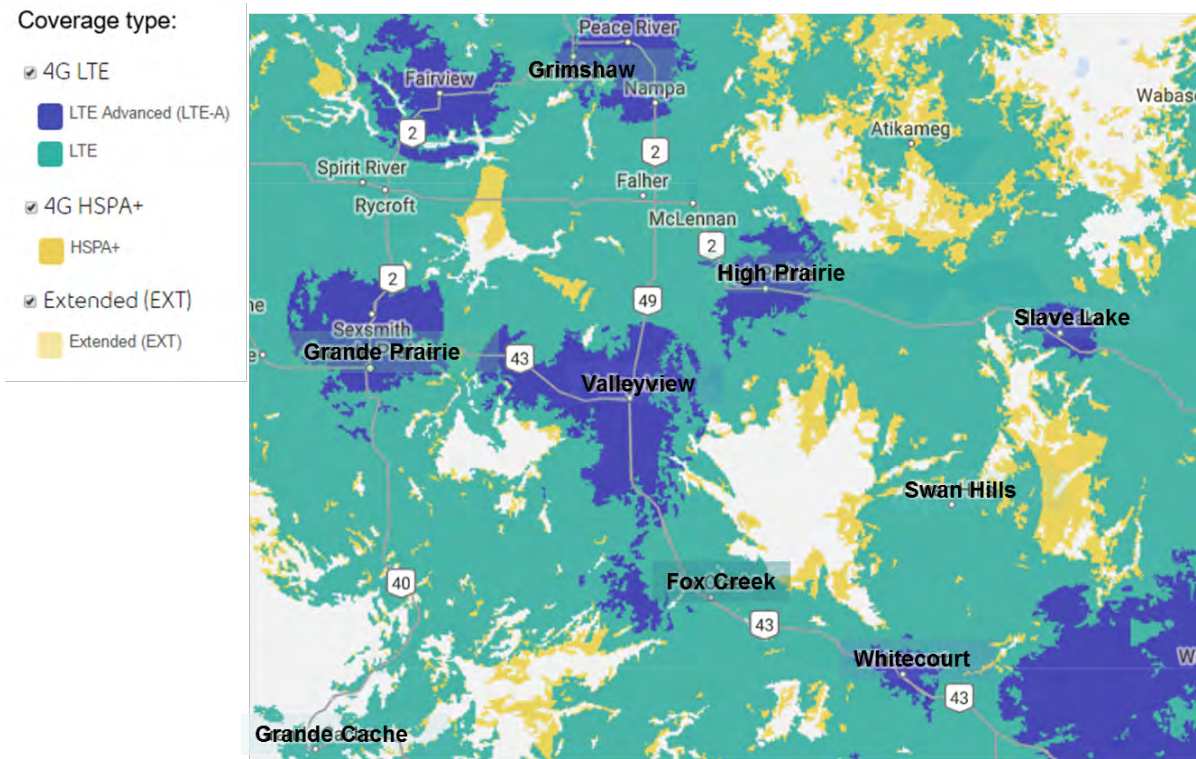 Coverage type:
4G LTE
LTE Advanced (LTE-A)
LTE
4G HSPA+
HSPA+
Extended (EXT)
Extended (EXT)
Peace River
Grimshaw
Fairview
Nampa
2
Atikameg
2
Spirit River
Falher
Rycroft
McLennan
2
2
High Prairie
49
Slave Lake
Sexsmith
Grande Prairie
43
Valleyview
Swan Hills
40
Fox Creek
43
Whitecourt
43
Grande Cache